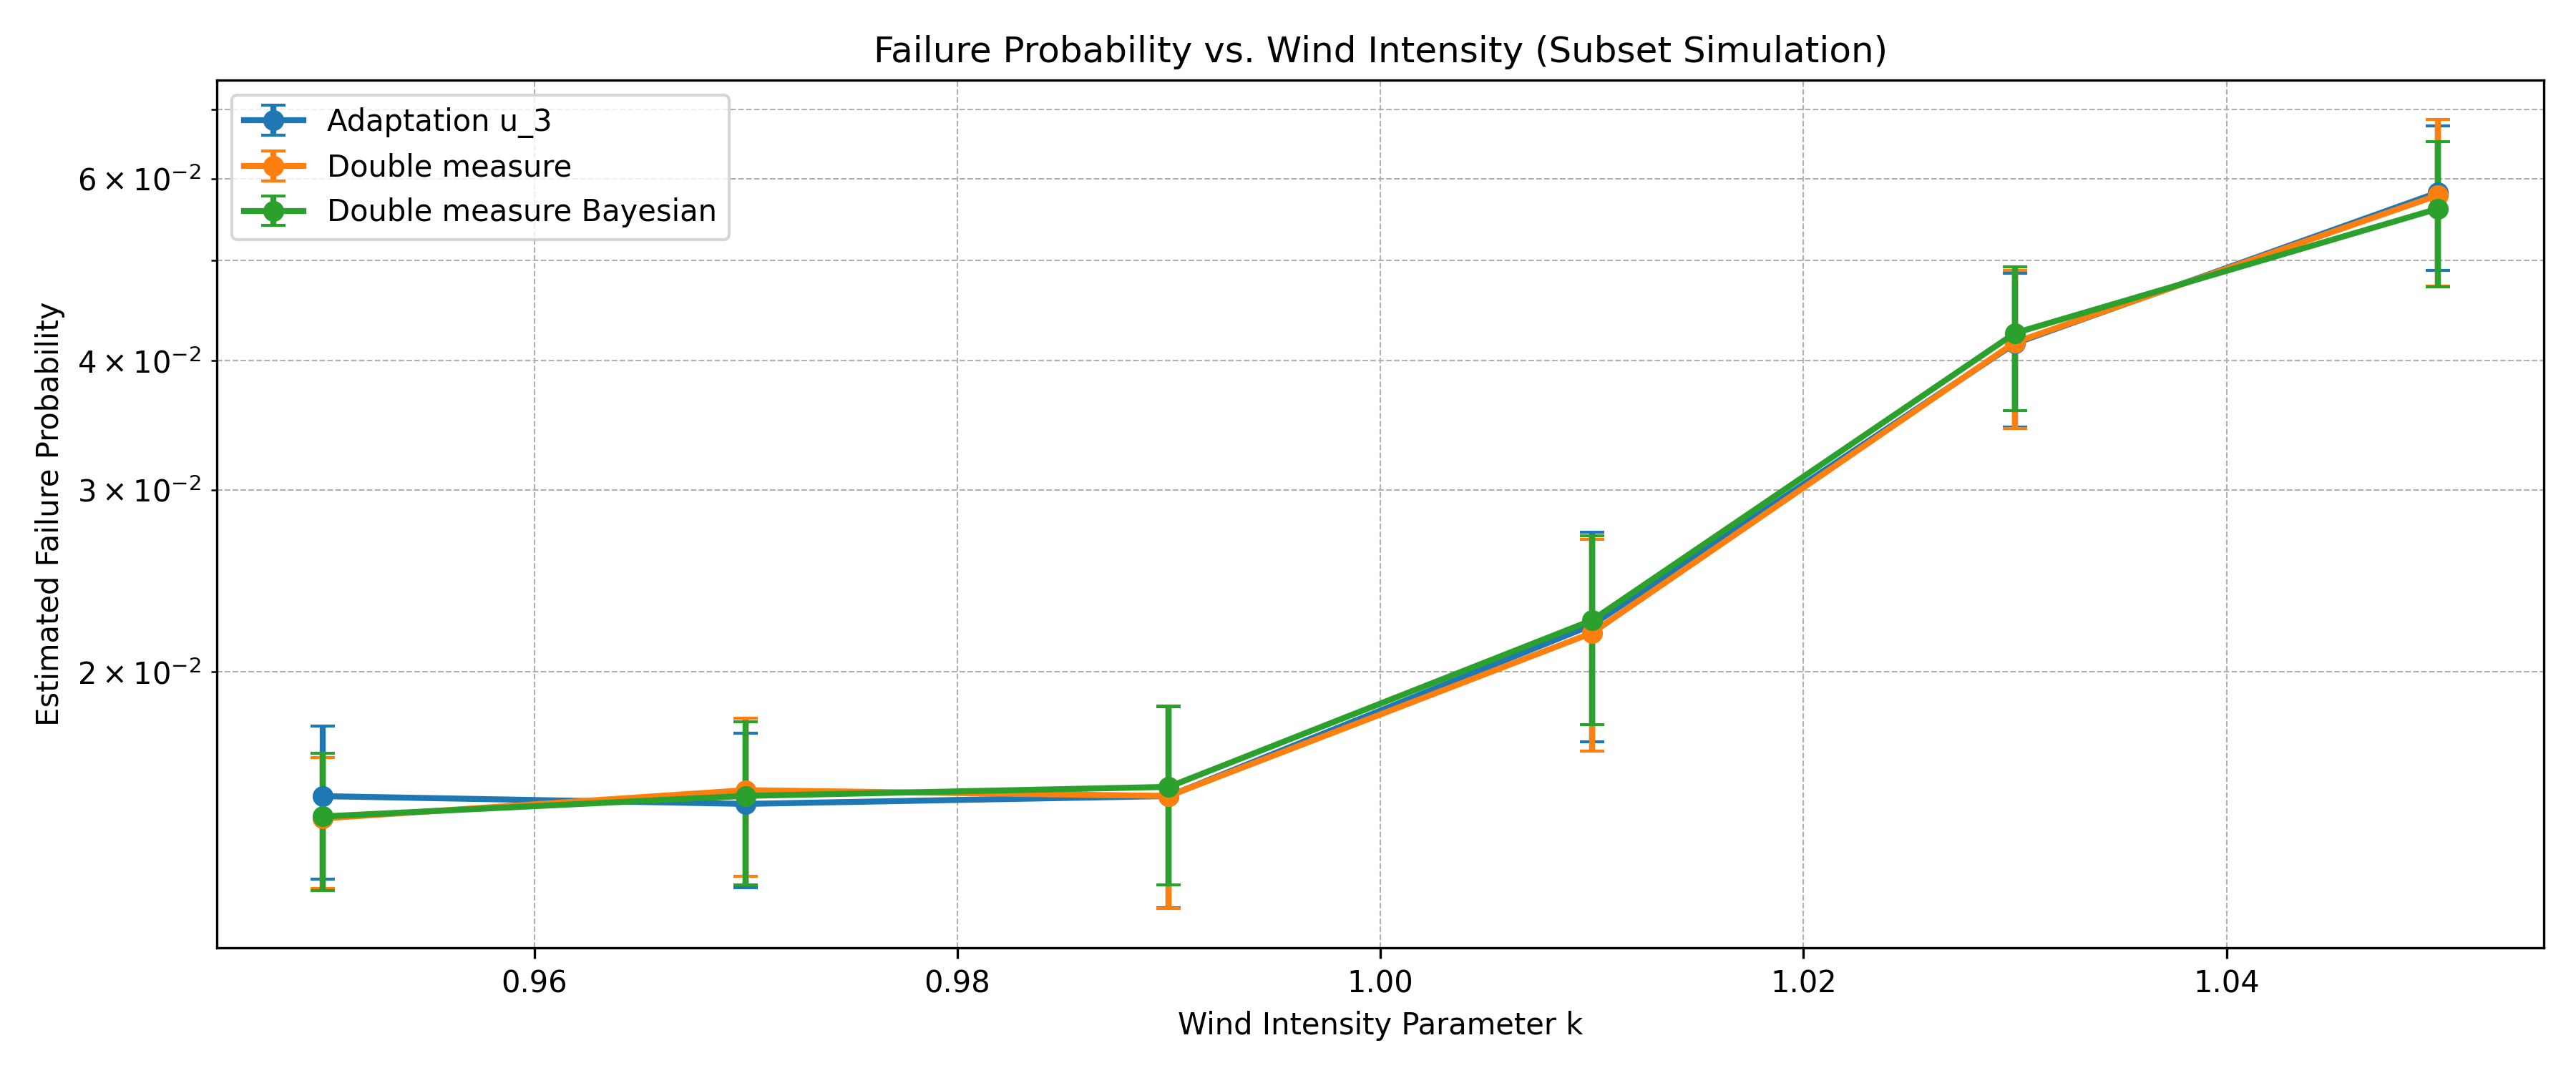 Failure Probability vs. Wind Intensity (Subset Simulation)
Adaptation u_3
Double measure
Double measure Bayesian
6 × 10⁻²
4 × 10⁻²
3 × 10⁻²
2 × 10⁻²
Estimated Failure Probability
0.96 0.98 1.00 1.02 1.04
Wind Intensity Parameter k